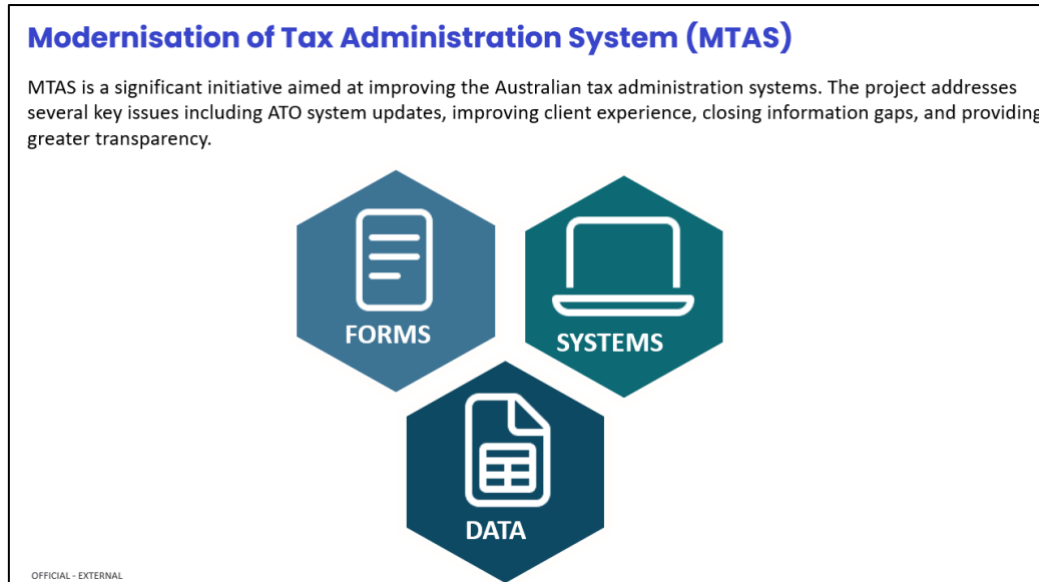 Modernisation of Tax Administration System (MTAS)
MTAS is a significant initiative aimed at improving the Australian tax administration systems. The project addresses
several key issues including ATO system updates, improving client experience, closing information gaps, and providing
greater transparency.
FORMS
SYSTEMS
DATA
OFFICIAL - EXTERNAL